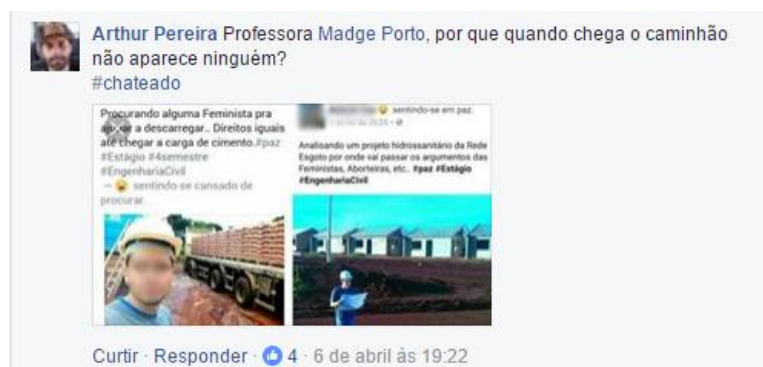 Arthur Pereira Professora Madge Porto, por que quando chega o caminhão
não aparece ninguém?
#chateado
Procurando alguma Feminista pra
ajudar a descarregar.. Direitos iguais
até chegar a carga de cimento.#paz
#Estágio #4semestre
#EngenhariaCivil
— sentindo-se cansado de
procurar.
sentindo-se em paz.
Analisando um projeto hidrossanitário da Rede
Esgoto por onde vai passar os argumentos das
Feministas, Aborteiras, etc.. #paz #Estágio
#EngenhariaCivil
Curtir · Responder · 4 · 6 de abril às 19:22